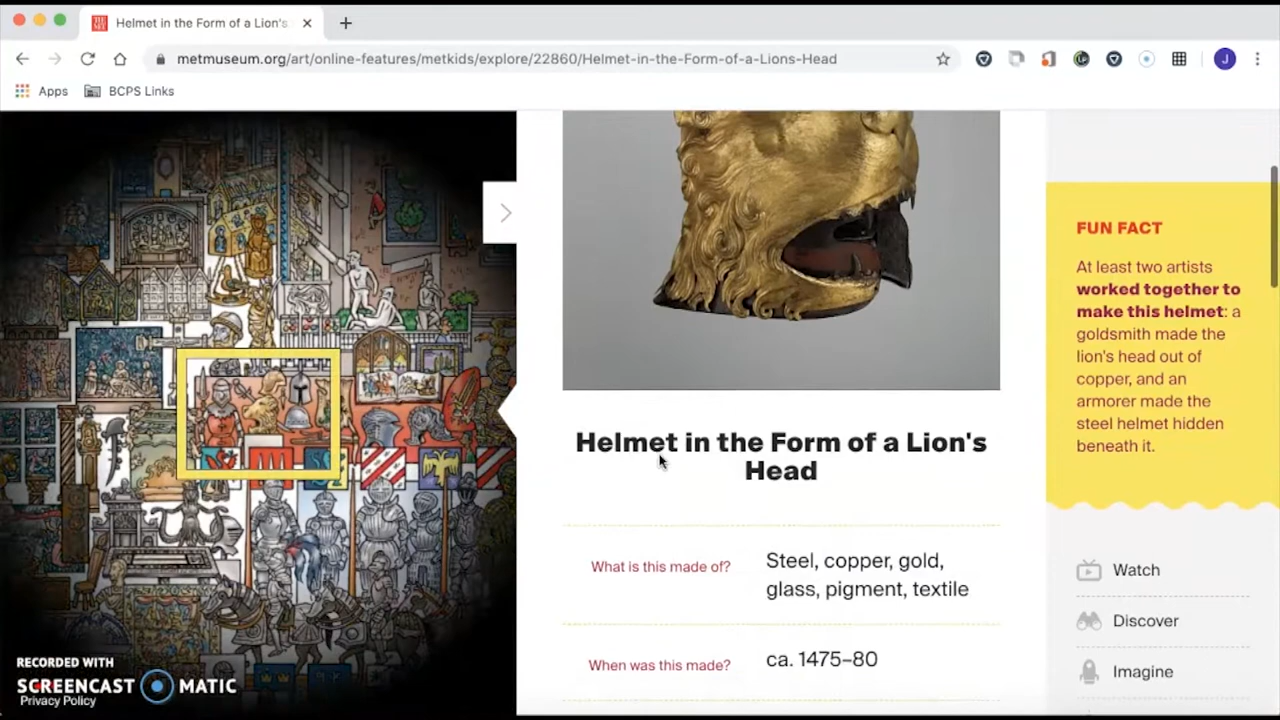 Helmet in the Form of a Lion's
metmuseum.org/art/online-features/metkids/explore/22860/Helmet-in-the-Form-of-a-Lions-Head
J
Apps
BCPS Links
Helmet in the Form of a Lion's
Head
What is this made of?
Steel, copper, gold,
glass, pigment, textile
When was this made?
ca. 1475–80
FUN FACT
At least two artists
worked together to
make this helmet: a
goldsmith made the
lion's head out of
copper, and an
armorer made the
steel helmet hidden
beneath it.
Watch
Discover
Imagine
RECORDED WITH
SCREENCAST MATIC
Privacy Policy